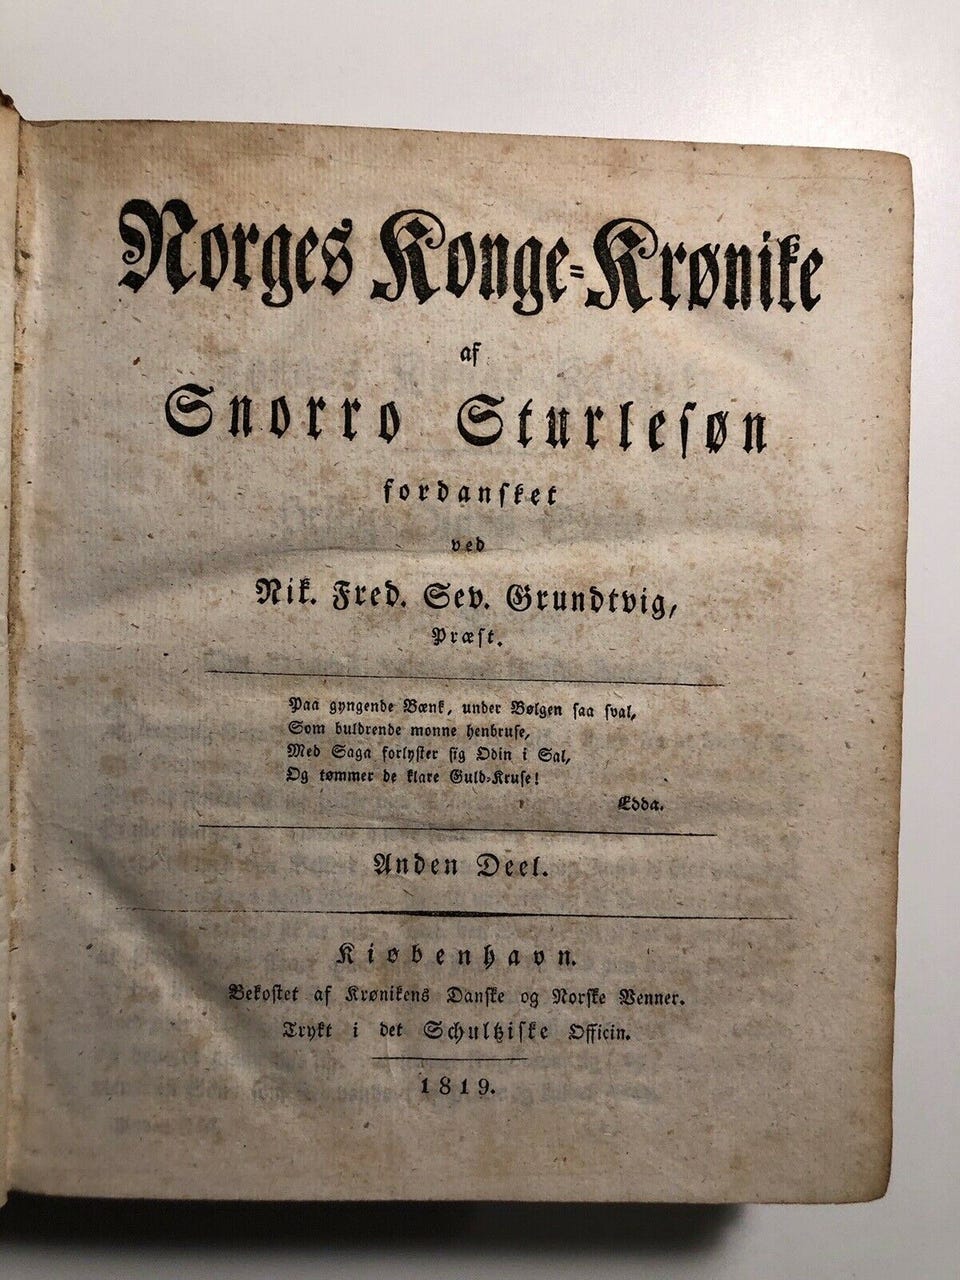 Norges Konge=Krønike
af
Snorro Sturlesøn
fordansket
ved
Nik. Fred. Sev. Grundtvig,
Præst.
Paa gyngende Bænk, under Bølgen saa sval,
Som buldrende monne henbruse,
Med Saga forlyster sig Odin i Sal,
Og tømmer de klare Guld=Kruse!
Edda.
Anden Deel.
Kiøbenhavn.
Bekostet af Krønikens Danske og Norske Venner.
Trykt i det Schultziske Officin.
1819.